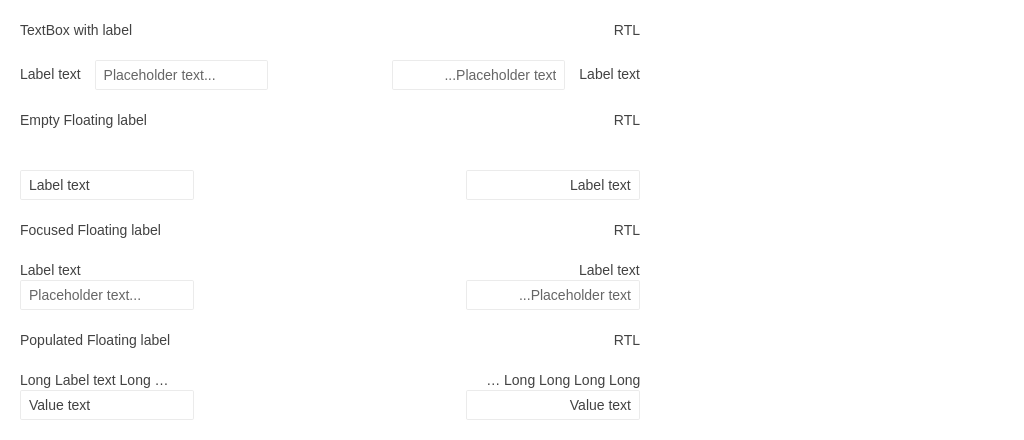 TextBox with label RTL
Label text Placeholder text... ...Placeholder text Label text
Empty Floating label RTL
Label text Label text
Focused Floating label RTL
Label text Label text
Placeholder text... ...Placeholder text
Populated Floating label RTL
Long Label text Long … … Long Long Long Long
Value text Value text